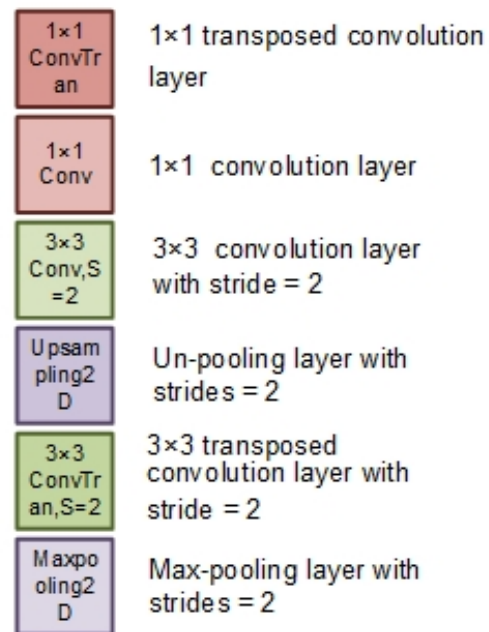 1×1
ConvTr
an
1×1 transposed convolution
layer
1×1
Conv
1×1 convolution layer
3×3
Conv,S
=2
3×3 convolution layer
with stride = 2
Upsam
pling2
D
Un-pooling layer with
strides = 2
3×3
ConvTr
an,S=2
3×3 transposed
convolution layer with
stride = 2
Maxpo
oling2
D
Max-pooling layer with
strides = 2